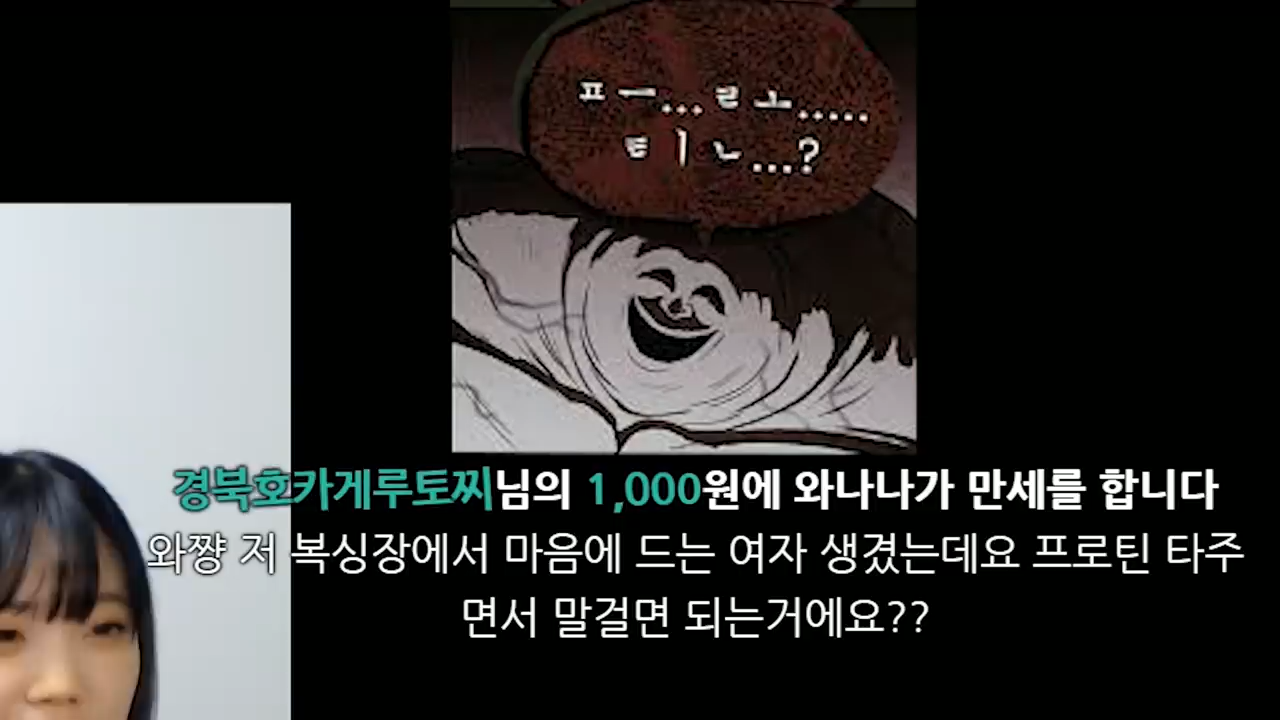 ㅍㅡ...ㄹㅗ.....
ㅌㅣㄴ...?
경북호카게루토찌님의 1,000원에 와나나가 만세를 합니다
와쨩 저 복싱장에서 마음에 드는 여자 생겼는데요 프로틴 타주
면서 말걸면 되는거에요??